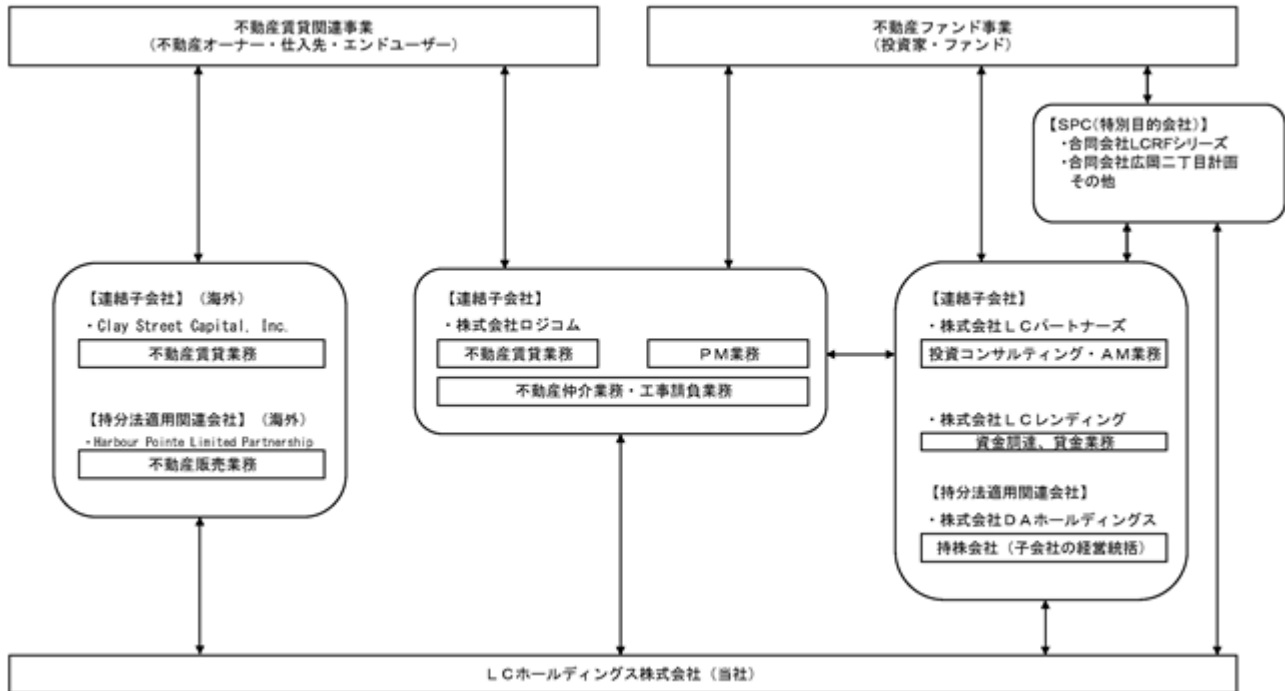 不動産賃貸関連事業
(不動産オーナー・仕入先・エンドユーザー)
不動産ファンド事業
(投資家・ファンド)
【SPC(特別目的会社)】
・合同会社LCRFシリーズ
・合同会社広岡二丁目計画
その他
【連結子会社】(海外)
・Clay Street Capital, Inc.
不動産賃貸業務
【持分法適用関連会社】(海外)
・Harbour Pointe Limited Partnership
不動産販売業務
【連結子会社】
・株式会社ロジコム
不動産賃貸業務
PM業務
不動産仲介業務・工事請負業務
【連結子会社】
・株式会社LCパートナーズ
投資コンサルティング・AM業務
・株式会社LCレンディング
資金調達、貸金業務
【持分法適用関連会社】
・株式会社DAホールディングス
持株会社(子会社の経営統括)
LCホールディングス株式会社(当社)